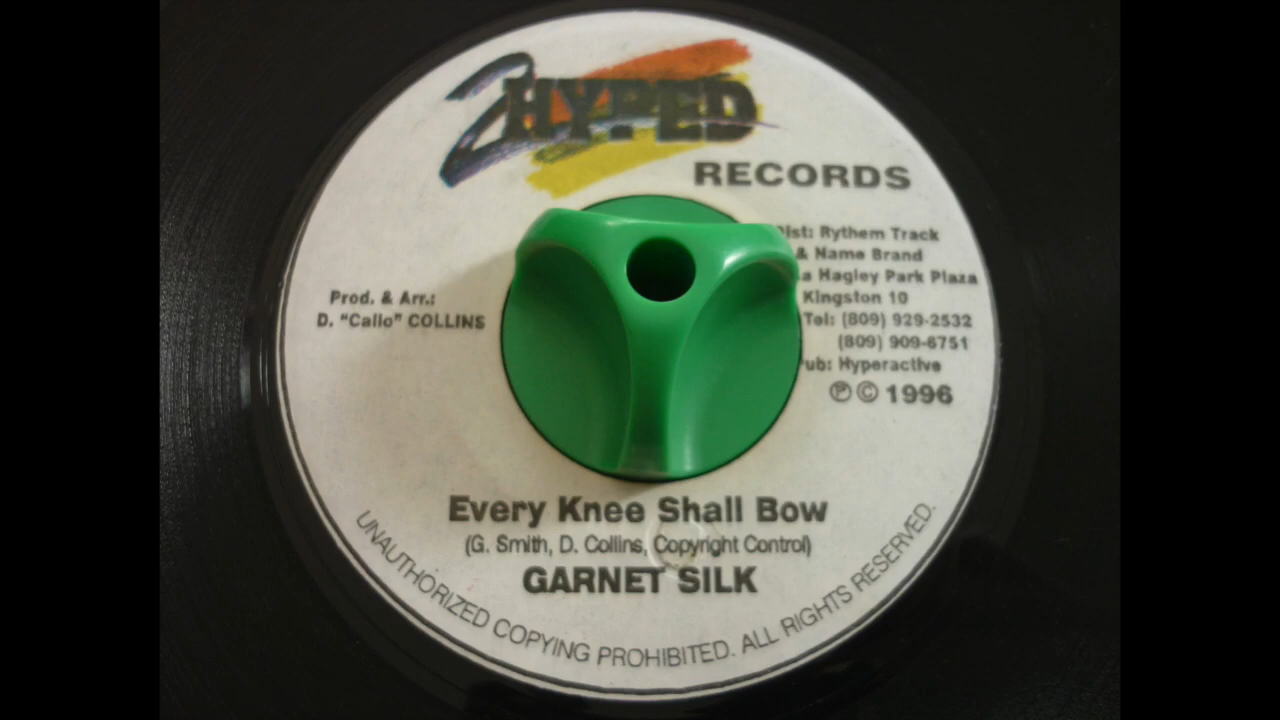 2 HYPED
RECORDS
Dist: Rythem Track
& Name Brand
Hagley Park Plaza
Kingston 10
Tel: (809) 929-2532
(809) 909-6751
Pub: Hyperactive
℗ © 1996
Prod. & Arr.:
D. "Callo" COLLINS
Every Knee Shall Bow
(G. Smith, D. Collins, Copyright Control)
GARNET SILK
UNAUTHORIZED COPYING PROHIBITED. ALL RIGHTS RESERVED.